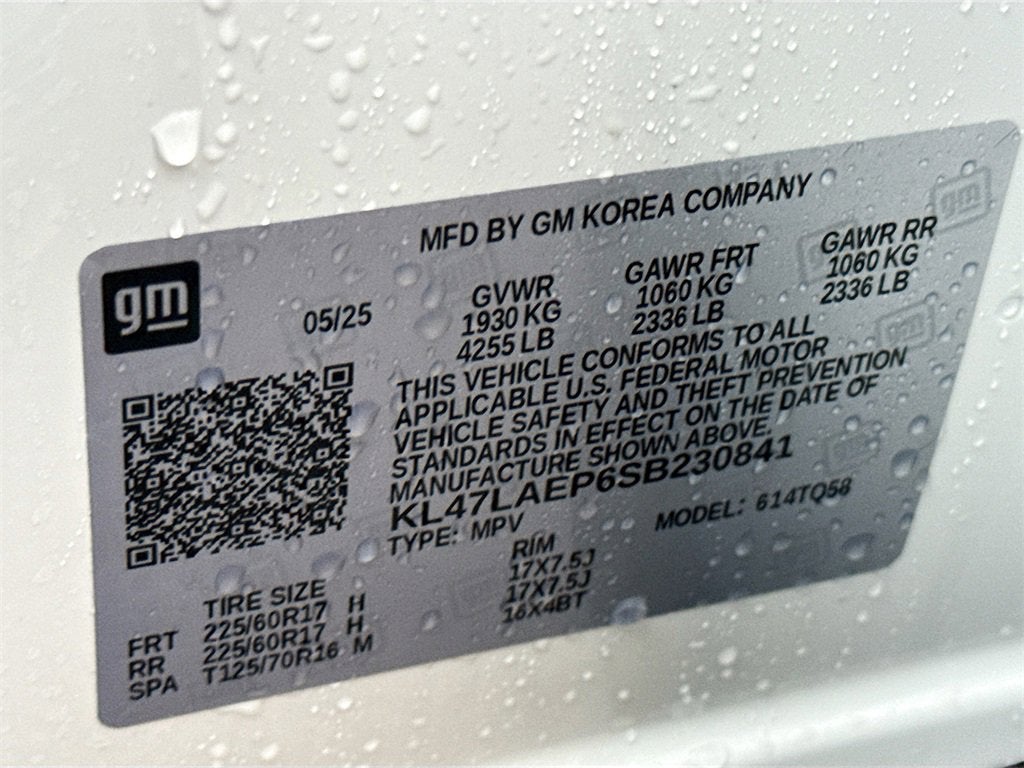 MFD BY GM KOREA COMPANY
gm
05/25
GVWR
1930 KG
4255 LB
GAWR FRT
1060 KG
2336 LB
GAWR RR
1060 KG
2336 LB
THIS VEHICLE CONFORMS TO ALL
APPLICABLE U.S. FEDERAL MOTOR
VEHICLE SAFETY AND THEFT PREVENTION
STANDARDS IN EFFECT ON THE DATE OF
MANUFACTURE SHOWN ABOVE.
KL47LAEP6SB230841
TYPE: MPV
MODEL: 614TQ58
TIRE SIZE
RIM
FRT 225/60R17 H 17X7.5J
RR 225/60R17 H 17X7.5J
SPA T125/70R16 M 16X4BT